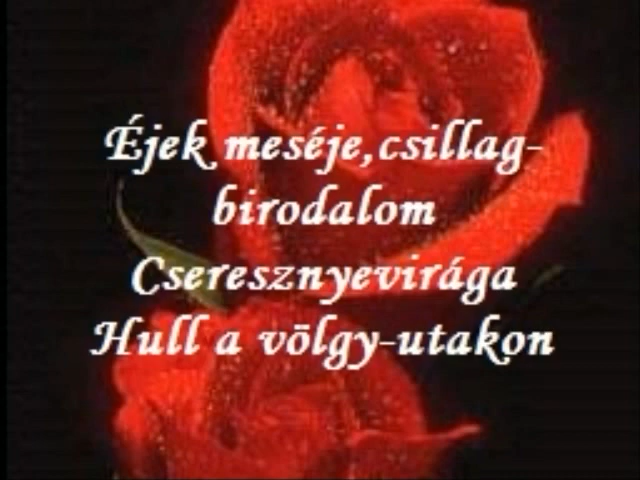 Éjek meséje,csillag-
birodalom
Cseresznyevirága
Hull a völgy-utakon